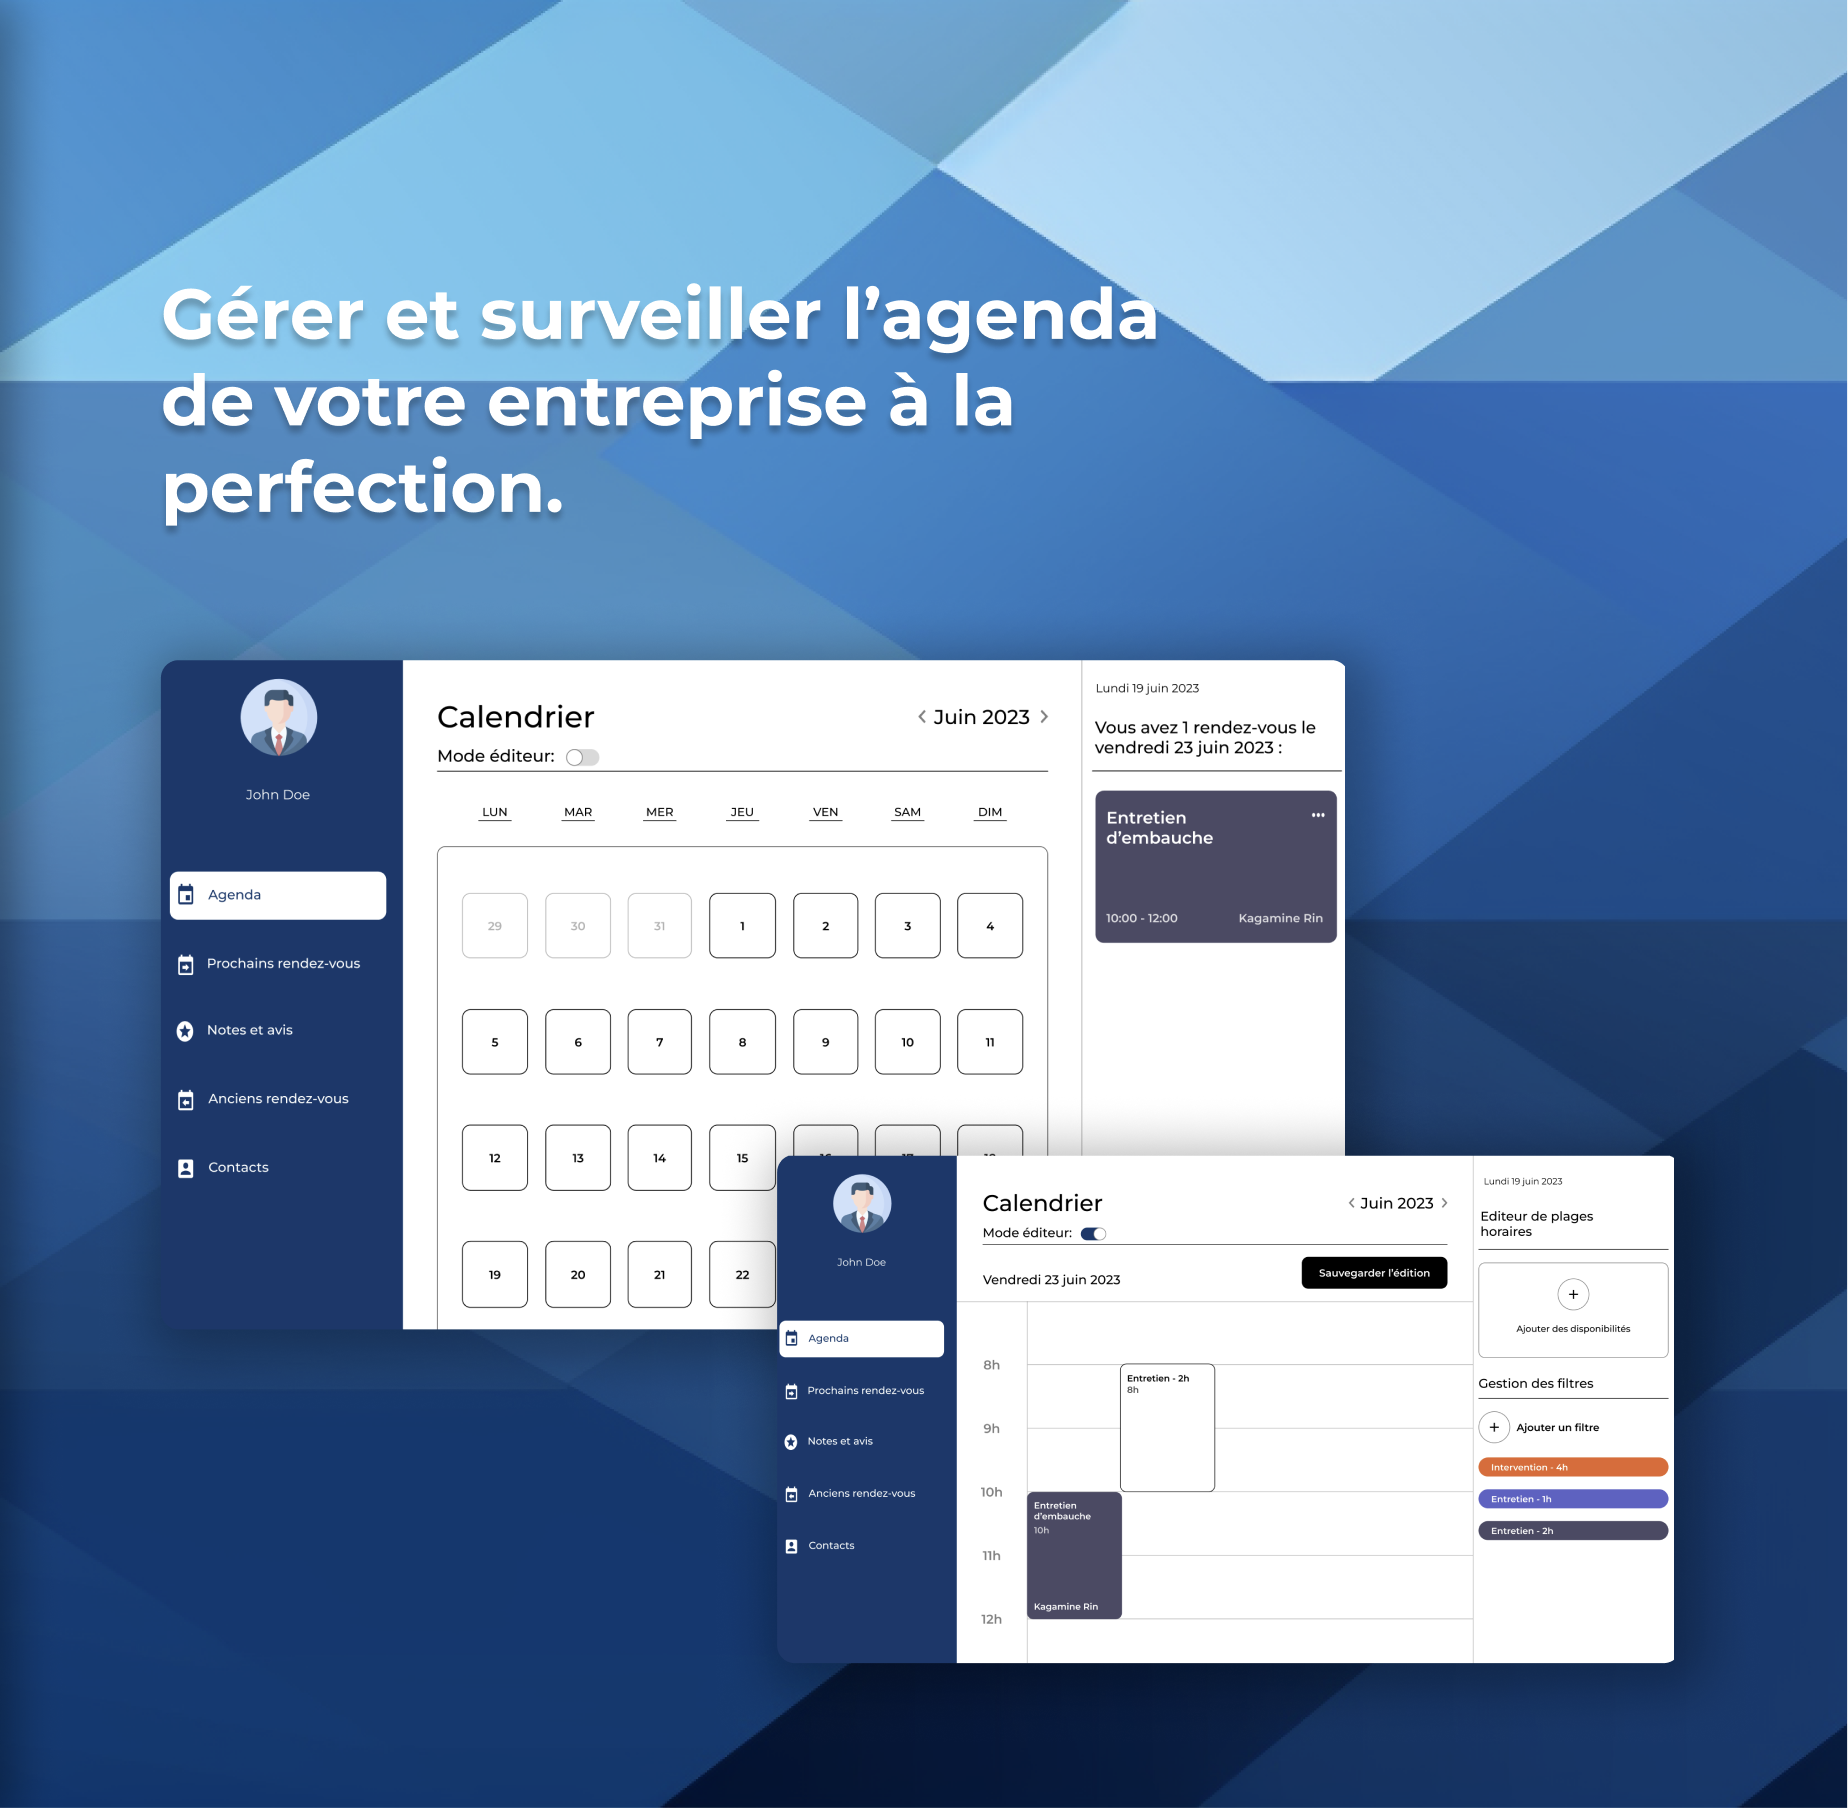 Gérer et surveiller l’agenda
de votre entreprise à la
perfection.
John Doe
Agenda
Prochains rendez-vous
Notes et avis
Anciens rendez-vous
Contacts
Calendrier
< Juin 2023 >
Mode éditeur:
LUN MAR MER JEU VEN SAM DIM
29 30 31 1 2 3 4
5 6 7 8 9 10 11
12 13 14 15
19 20 21 22
Lundi 19 juin 2023
Vous avez 1 rendez-vous le
vendredi 23 juin 2023 :
Entretien
d’embauche
10:00 - 12:00 Kagamine Rin
John Doe
Agenda
Prochains rendez-vous
Notes et avis
Anciens rendez-vous
Contacts
Calendrier
< Juin 2023 >
Mode éditeur:
Vendredi 23 juin 2023
Sauvegarder l’édition
8h
9h
10h
11h
12h
Entretien - 2h
8h
Entretien
d’embauche
10h
Kagamine Rin
Lundi 19 juin 2023
Editeur de plages
horaires
+
Ajouter des disponibilités
Gestion des filtres
+ Ajouter un filtre
Intervention - 4h
Entretien - 1h
Entretien - 2h